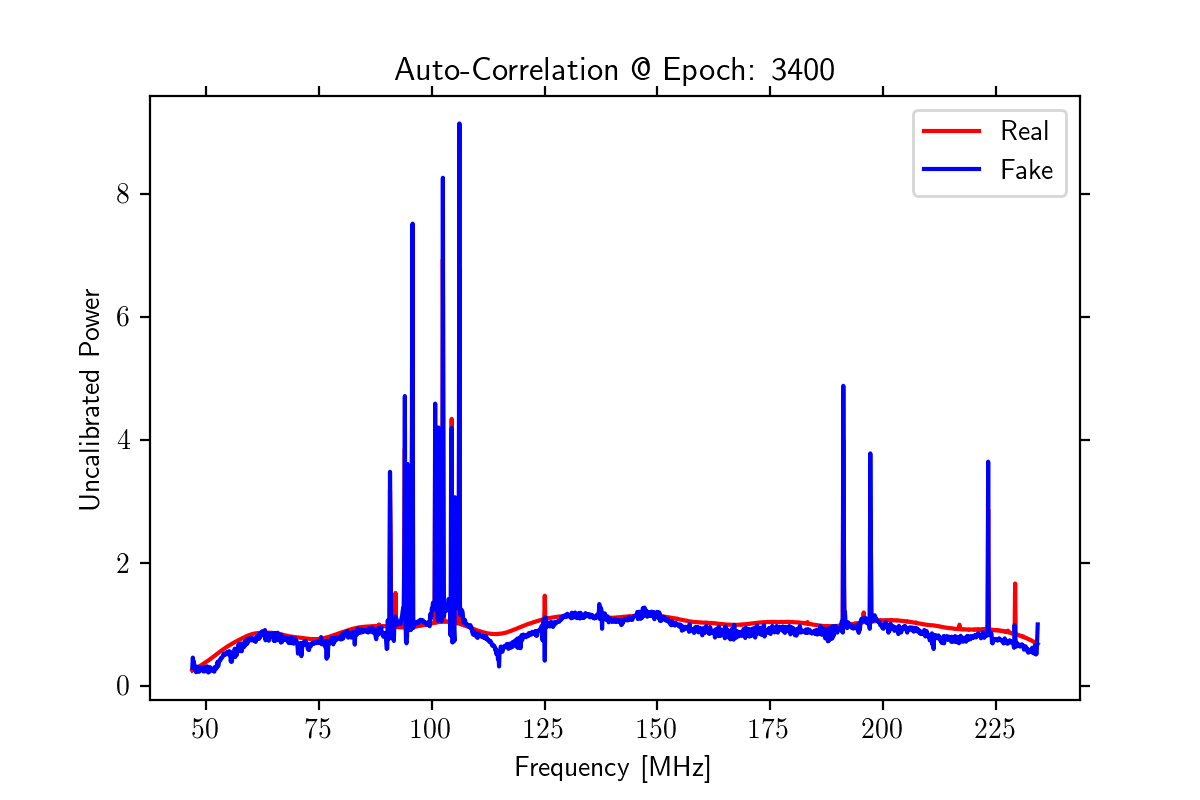 Auto-Correlation @ Epoch: 3400
Real
Fake
8
6
4
2
0
Uncalibrated Power
50 75 100 125 150 175 200 225
Frequency [MHz]